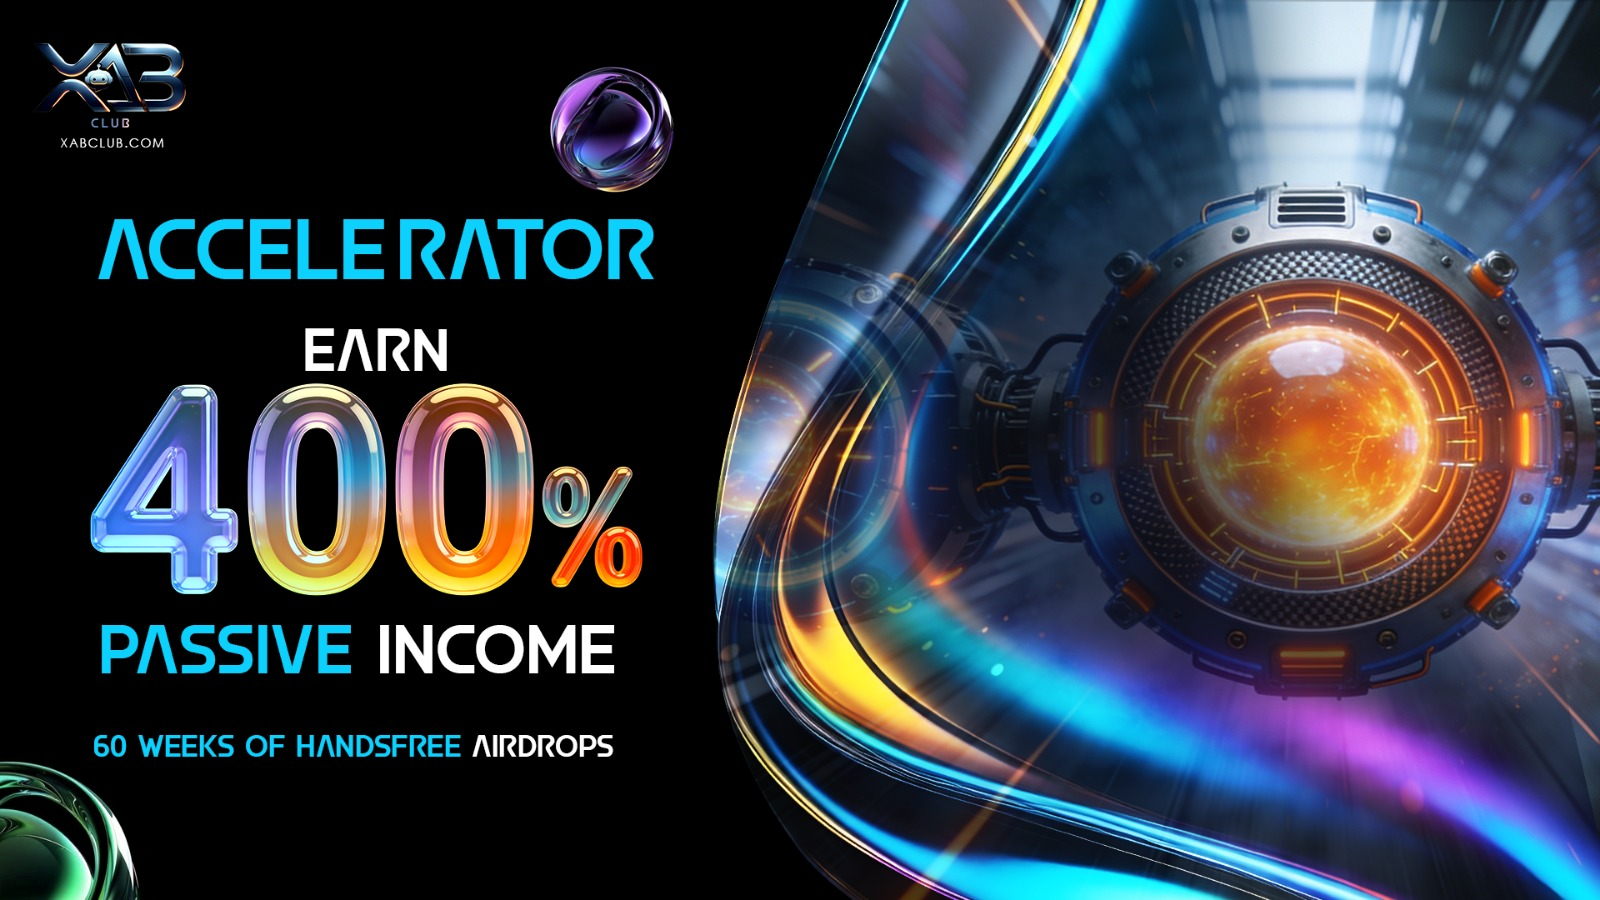 XAB
CLUB
XABCLUB.COM
ACCELERATOR
EARN
400%
PASSIVE INCOME
60 WEEKS OF HANDSFREE AIRDROPS